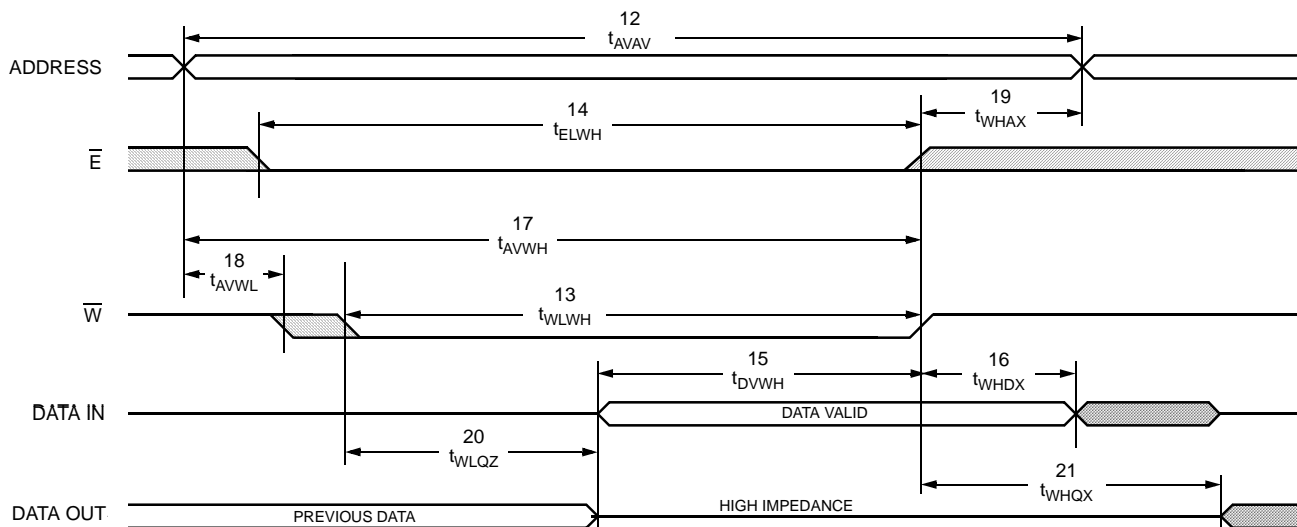 12
tAVAV
ADDRESS
14
tELWH
19
tWHAX
E
17
tAVWH
18
tAVWL
W
13
tWLWH
15
tDVWH
16
tWHDX
DATA IN
DATA VALID
20
tWLQZ
21
tWHQX
DATA OUT
PREVIOUS DATA
HIGH IMPEDANCE